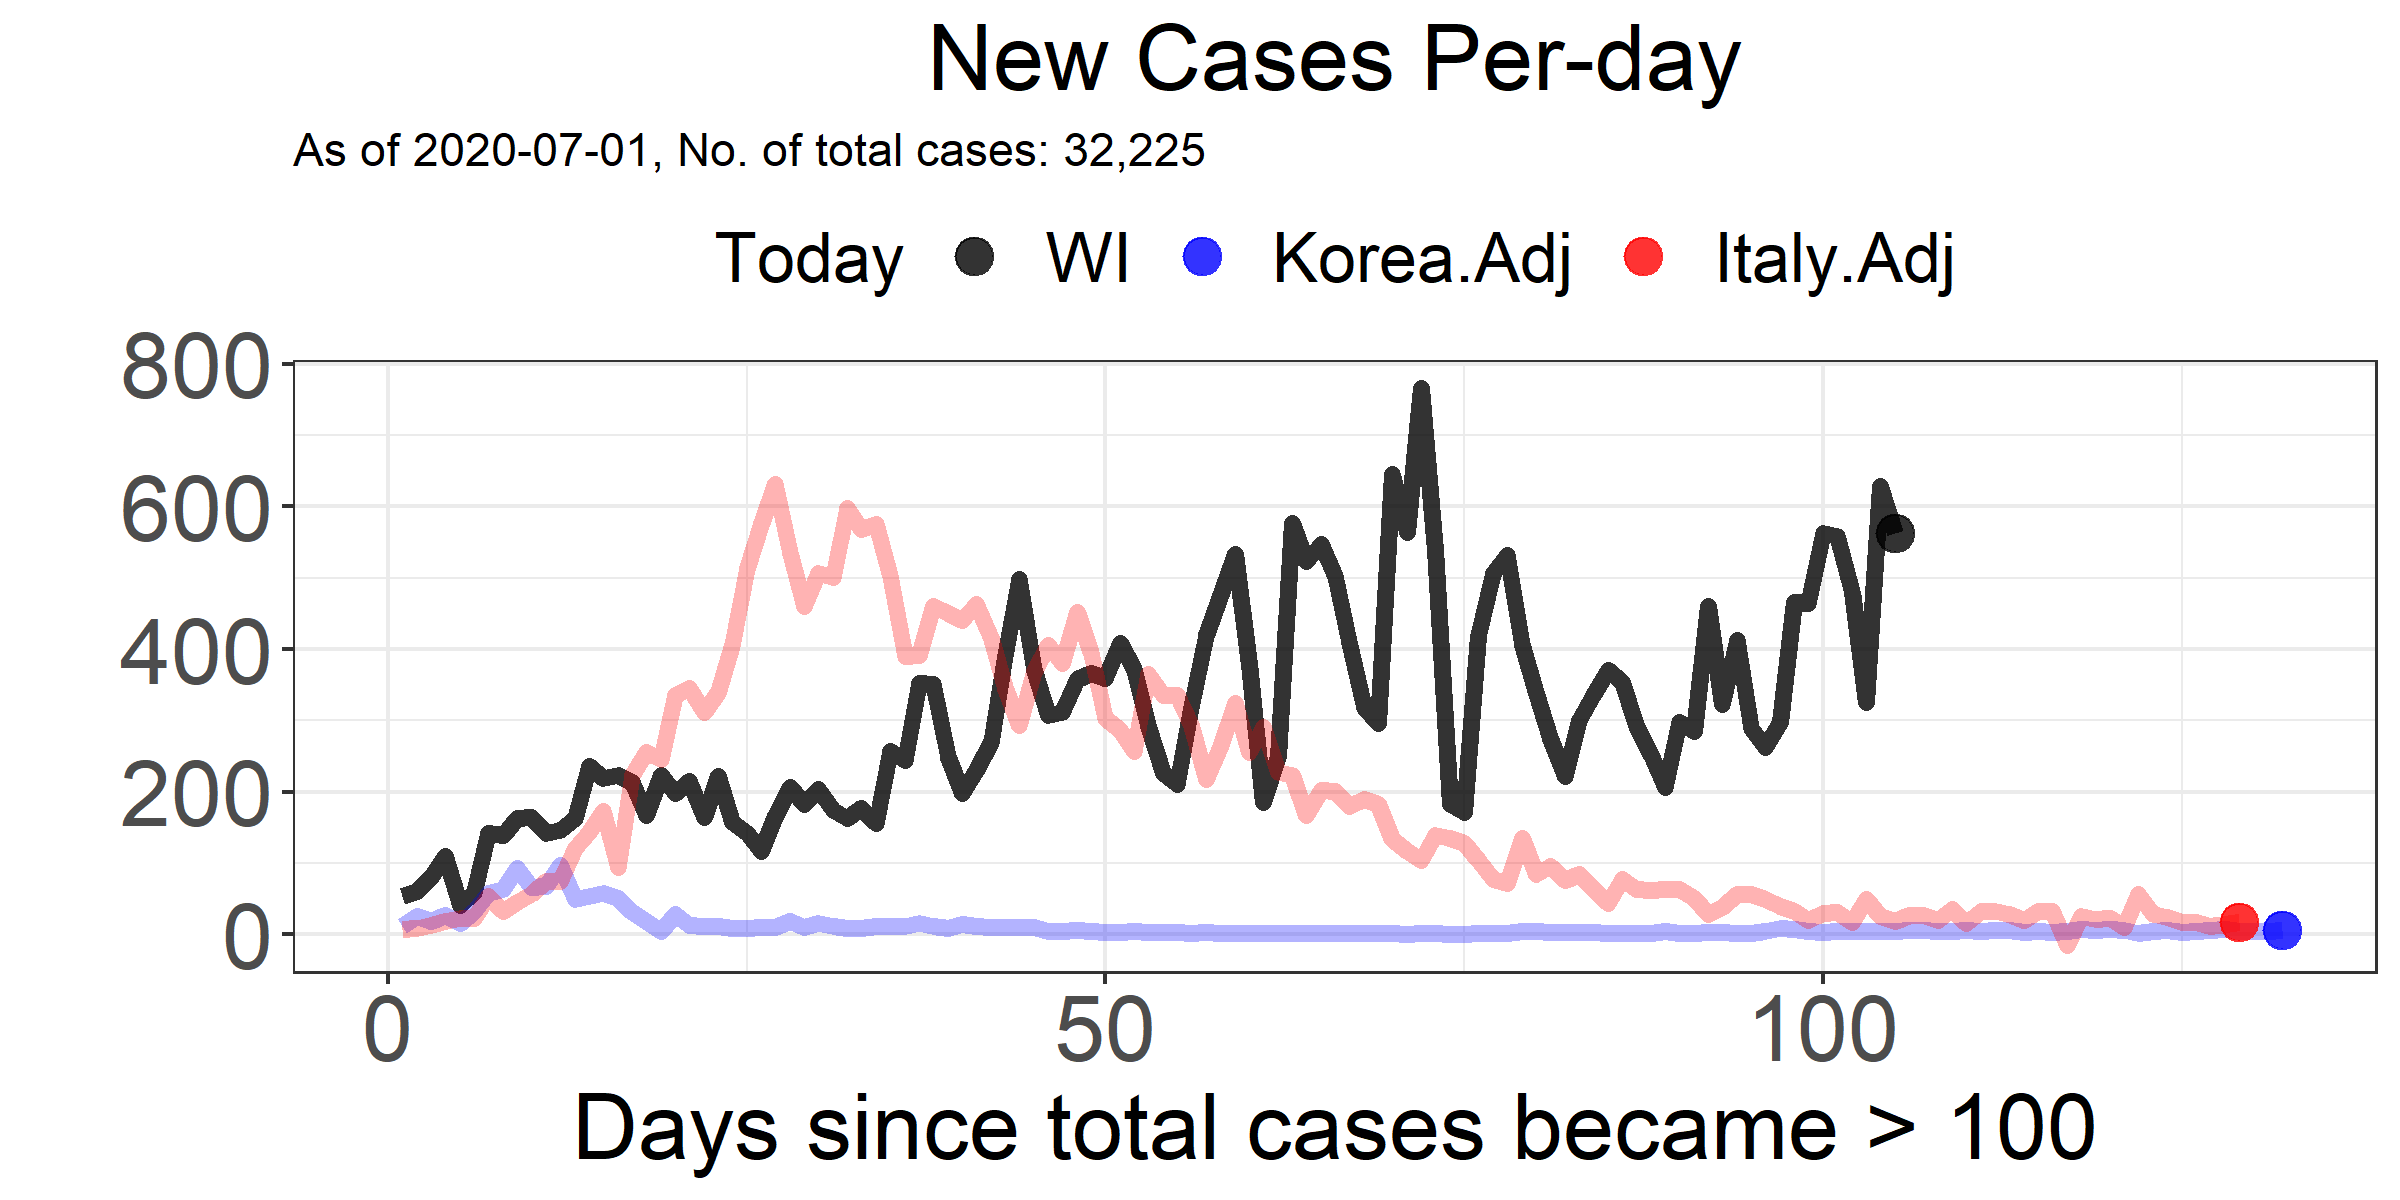 New Cases Per-day
As of 2020-07-01, No. of total cases: 32,225
Today WI Korea.Adj Italy.Adj
800
600
400
200
0
0 50 100
Days since total cases became > 100